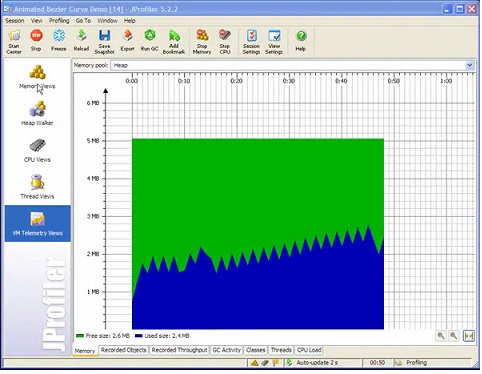 Animated Bezier Curve Demo [14] - JProfiler 5.2.2
Session View Profiling Go To Window Help
Start Center Stop Freeze Reload Save Snapshot Export Run GC Add Bookmark Stop Memory Stop CPU Session Settings View Settings Help
Memory Views
Heap Walker
CPU Views
Thread Views
VM Telemetry Views
JProfiler
Memory pool: Heap
0:00 0:10 0:20 0:30 0:40 0:50 1:00
6 MB
5 MB
4 MB
3 MB
2 MB
1 MB
Free size: 2.6 MB Used size: 2.4 MB
Memory Recorded Objects Recorded Throughput GC Activity Classes Threads CPU Load
Auto-update 2 s 00:50 Profiling